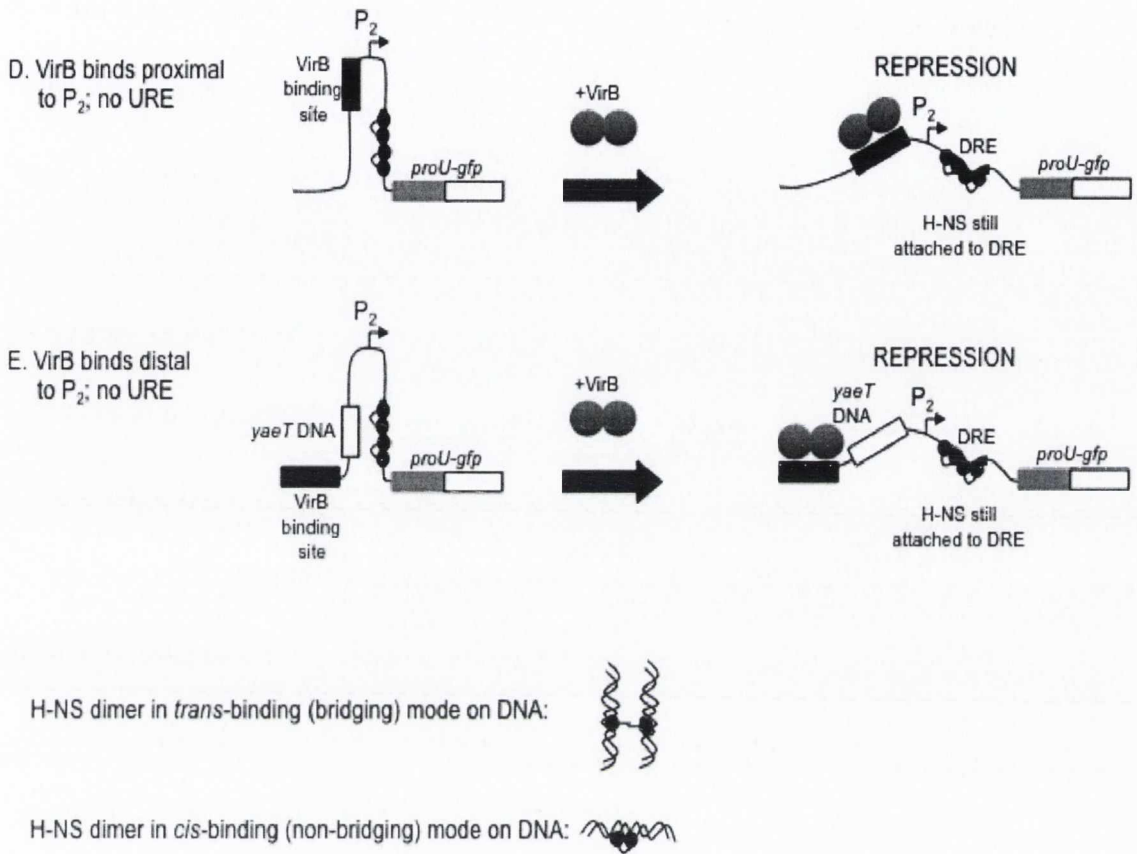 D. VirB binds proximal
to P2; no URE
P2
VirB
binding
site
proU-gfp
+VirB
REPRESSION
P2
DRE
proU-gfp
H-NS still
attached to DRE
E. VirB binds distal
to P2; no URE
P2
yaeT DNA
VirB
binding
site
proU-gfp
+VirB
REPRESSION
yaeT
DNA
P2
DRE
proU-gfp
H-NS still
attached to DRE
H-NS dimer in trans-binding (bridging) mode on DNA:
H-NS dimer in cis-binding (non-bridging) mode on DNA: